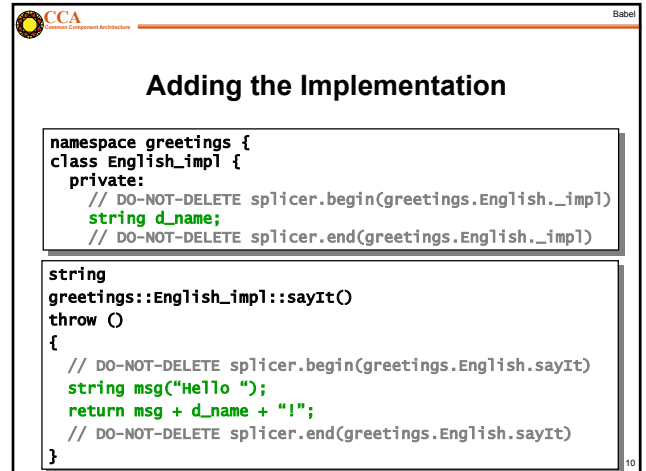 CCA
Common Component Architecture
Babel
Adding the Implementation
namespace greetings {
class English_impl {
private:
// DO-NOT-DELETE splicer.begin(greetings.English._impl)
string d_name;
// DO-NOT-DELETE splicer.end(greetings.English._impl)
string
greetings::English_impl::sayIt()
throw ()
{
// DO-NOT-DELETE splicer.begin(greetings.English.sayIt)
string msg(“Hello “);
return msg + d_name + “!”;
// DO-NOT-DELETE splicer.end(greetings.English.sayIt)
}
10